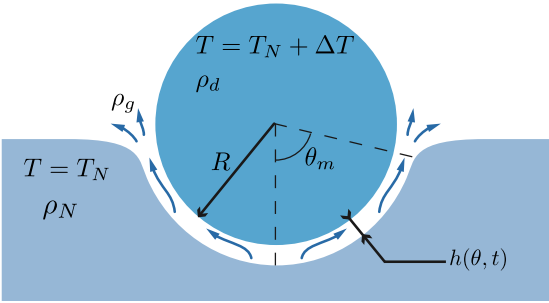 T = T_N + ΔT
ρ_d
ρ_g
R
θ_m
T = T_N
ρ_N
h(θ, t)